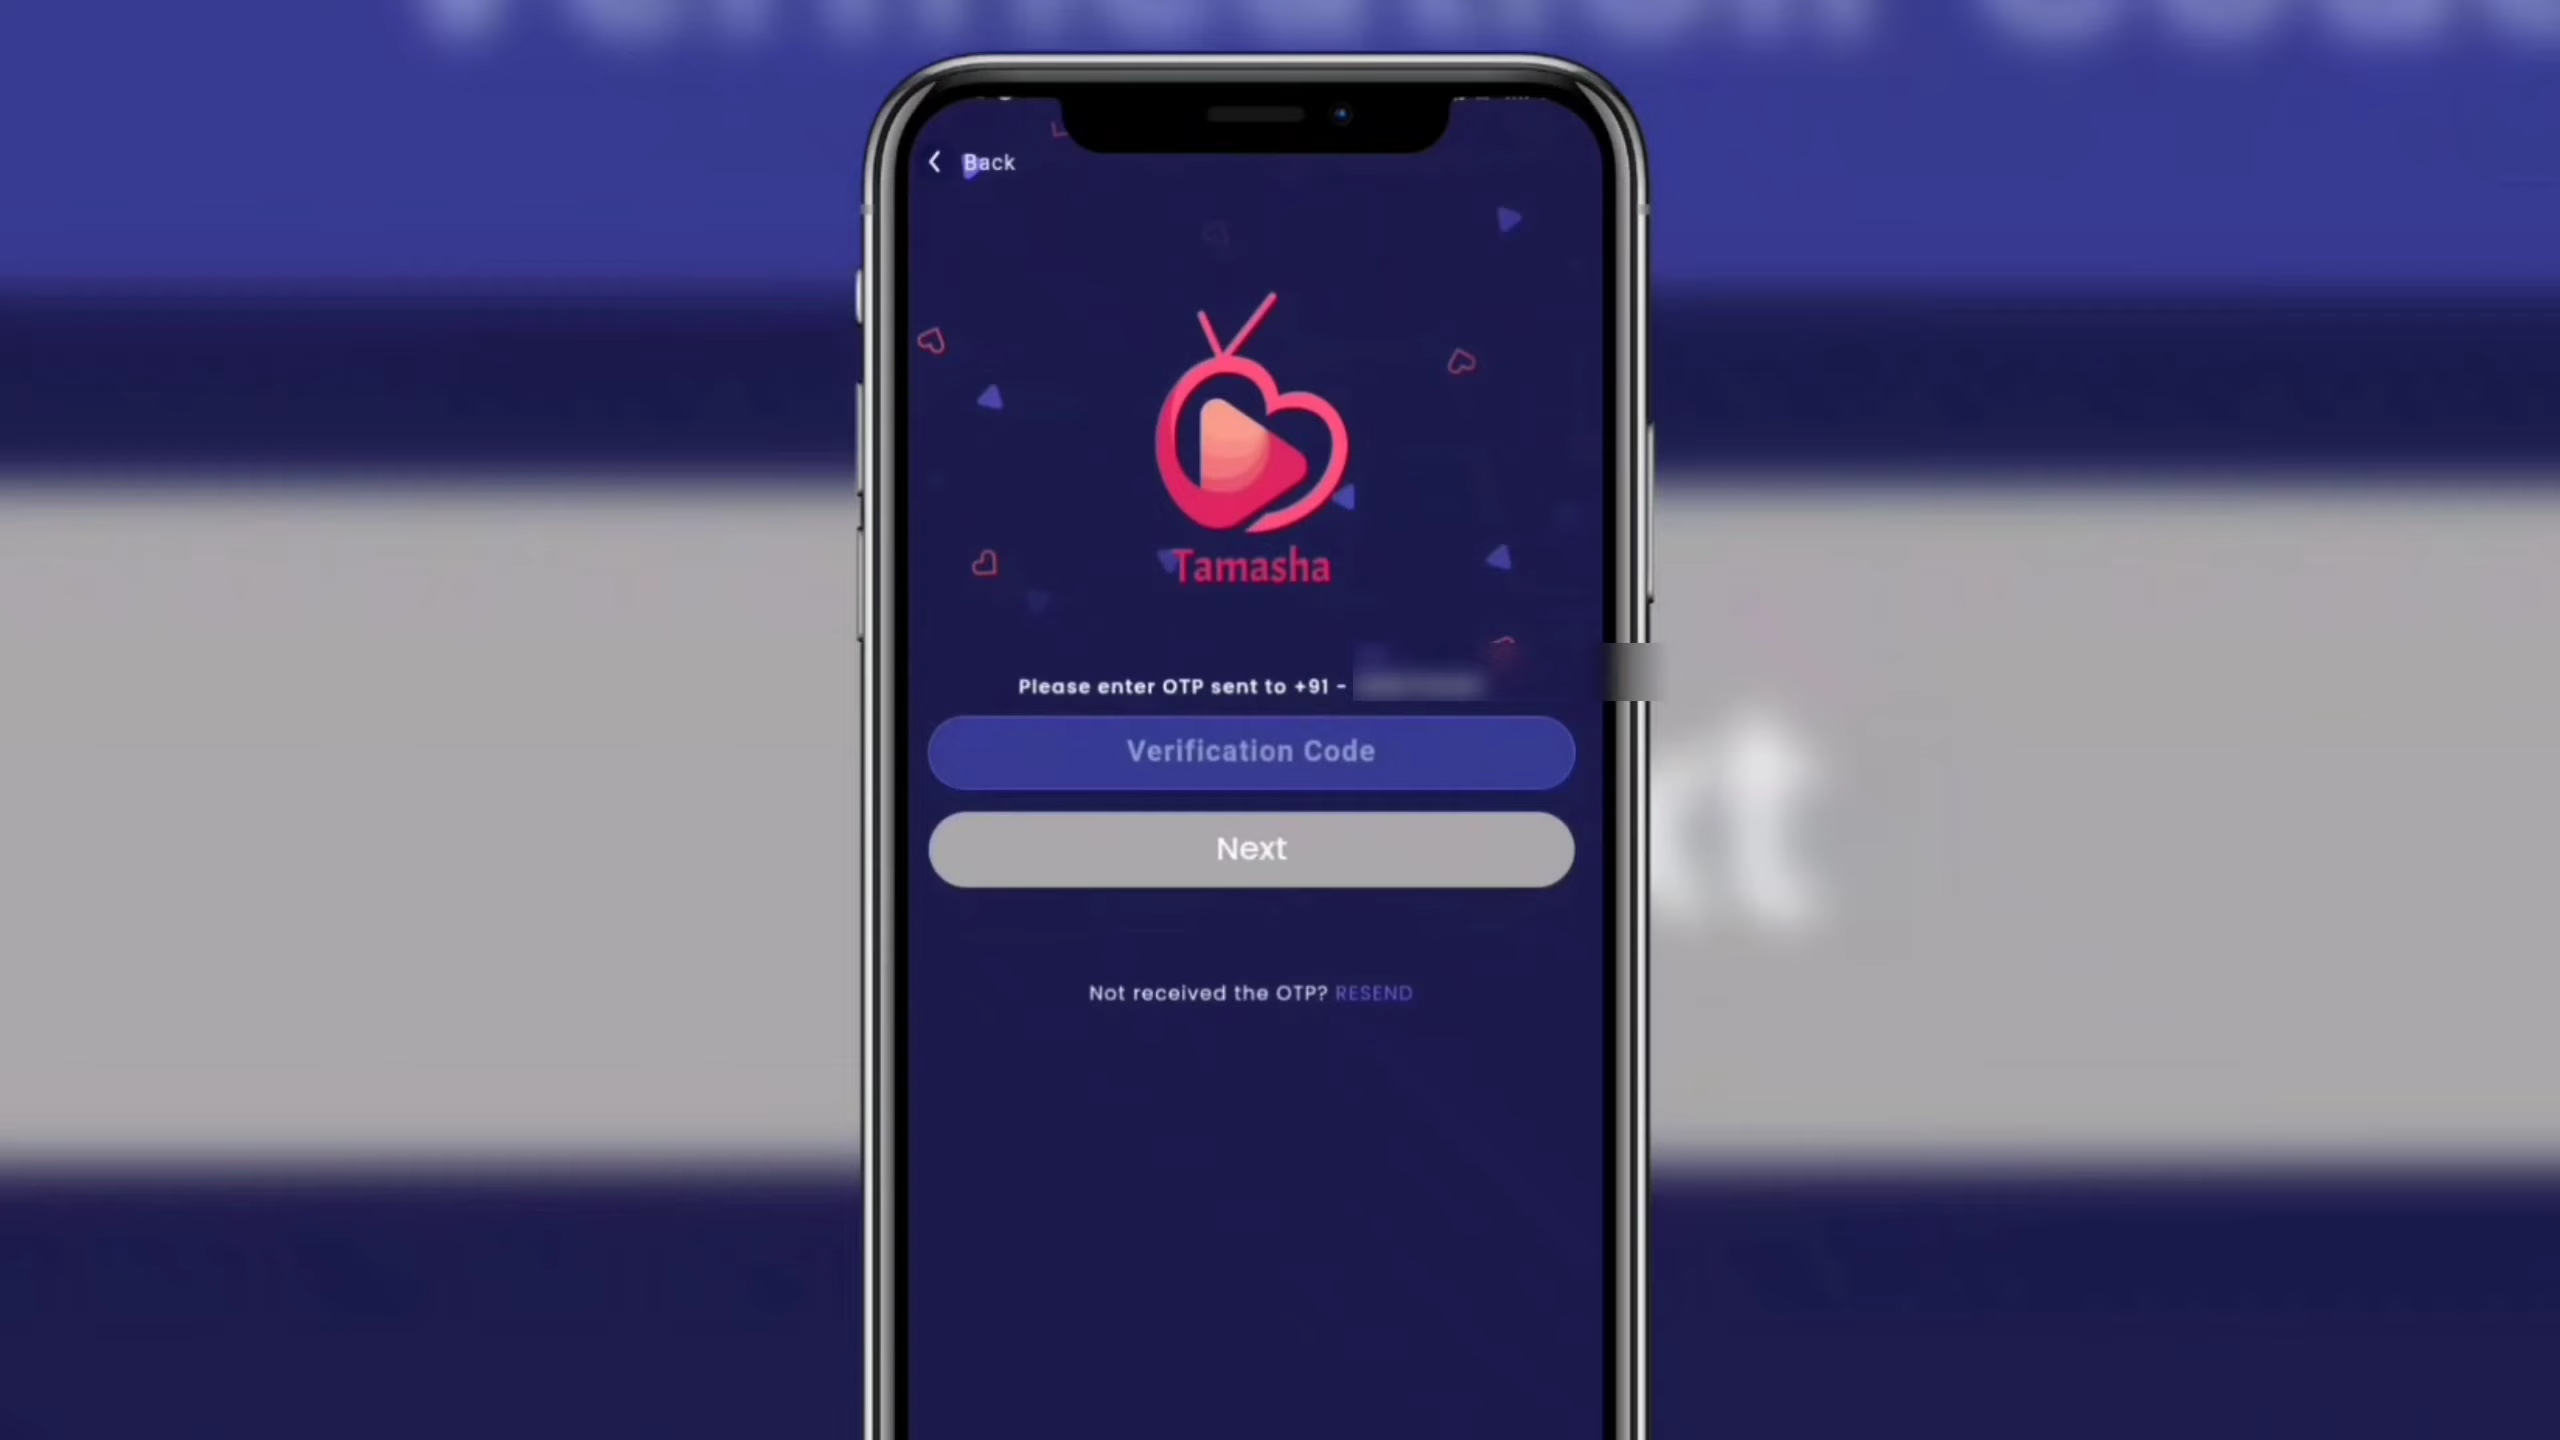 Back
Tamasha
Please enter OTP sent to +91 -
Verification Code
Next
Not received the OTP? RESEND